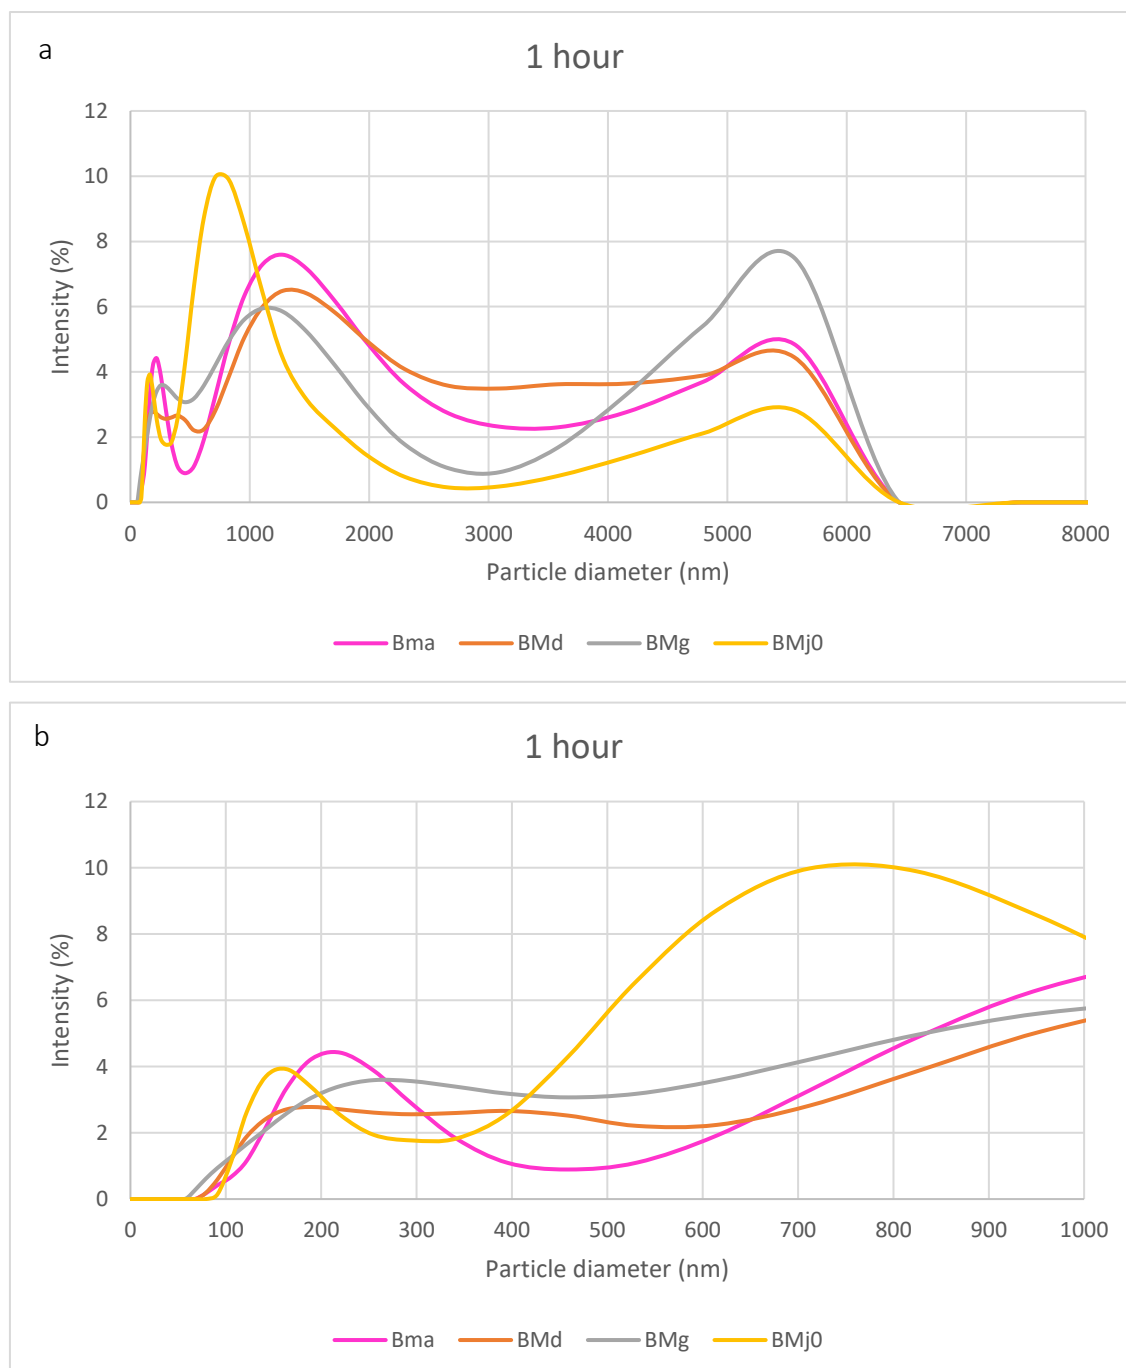 a
1 hour
12
10
8
6
4
2
0
Intensity (%)
0 1000 2000 3000 4000 5000 6000 7000 8000
Particle diameter (nm)
Bma BMd BMg BMj0
b
1 hour
12
10
8
6
4
2
0
Intensity (%)
0 100 200 300 400 500 600 700 800 900 1000
Particle diameter (nm)
Bma BMd BMg BMj0